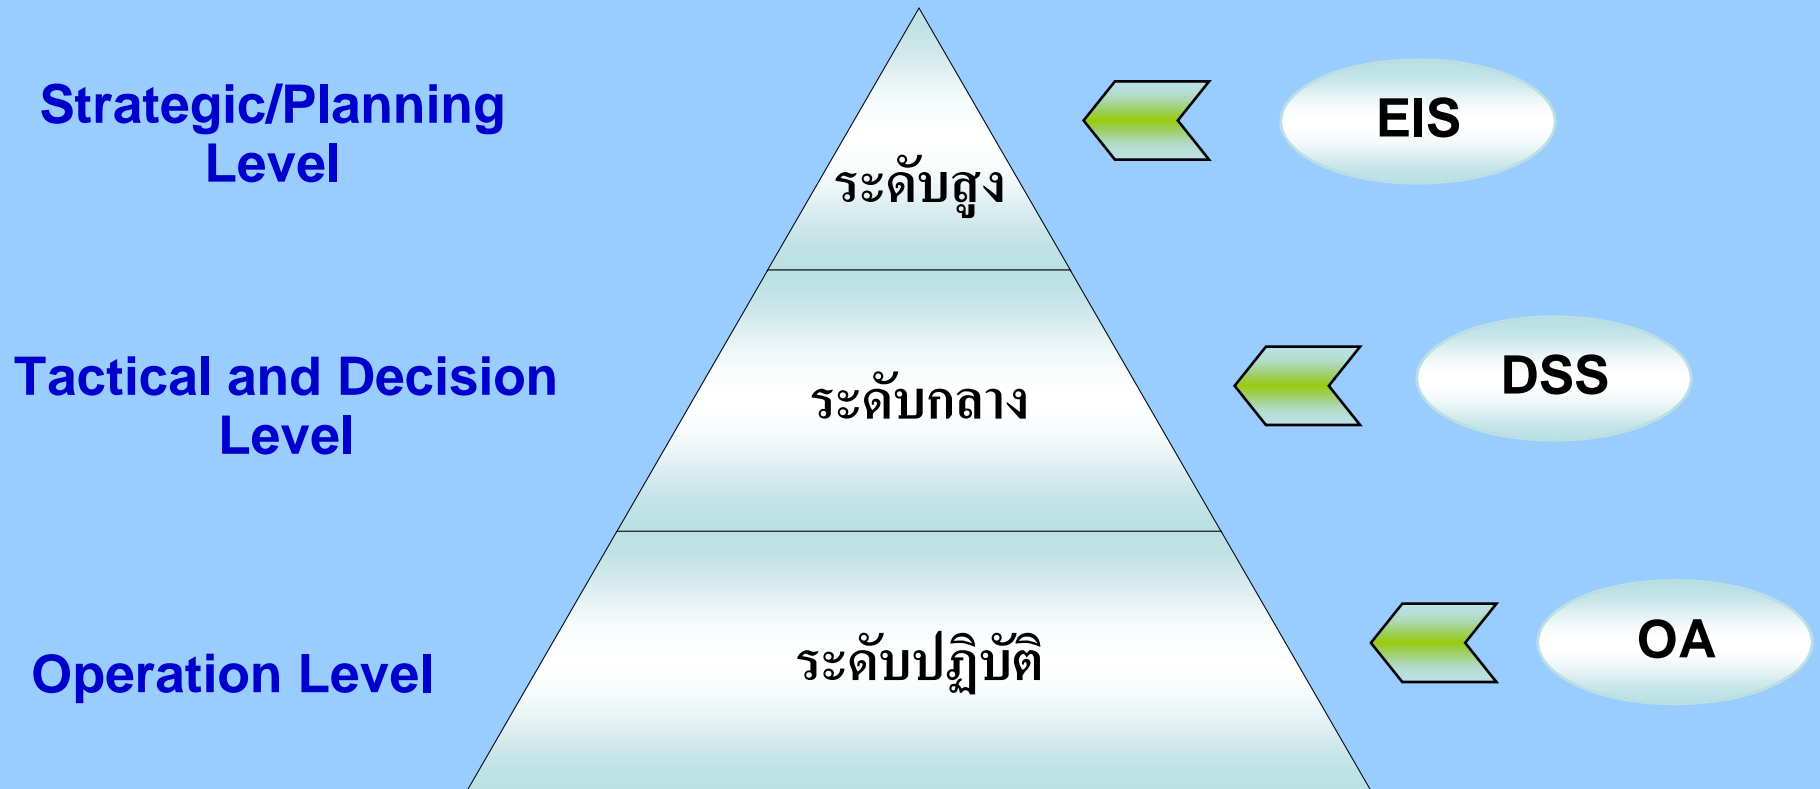 Strategic/Planning
Level
ระดับสูง
EIS
Tactical and Decision
Level
ระดับกลาง
DSS
Operation Level
ระดับปฏิบัติ
OA